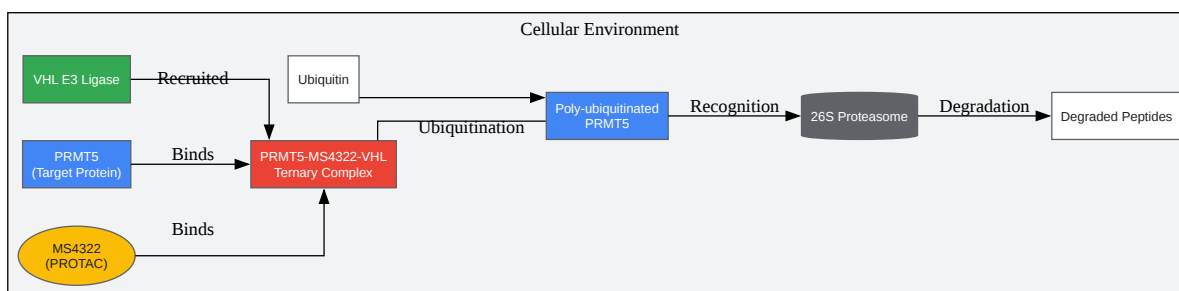 Cellular Environment
VHL E3 Ligase
Recruited
Ubiquitin
PRMT5
(Target Protein)
Binds
PRMT5-MS4322-VHL
Ternary Complex
Ubiquitination
Poly-ubiquitinated
PRMT5
Recognition
26S Proteasome
Degradation
Degraded Peptides
MS4322
(PROTAC)
Binds